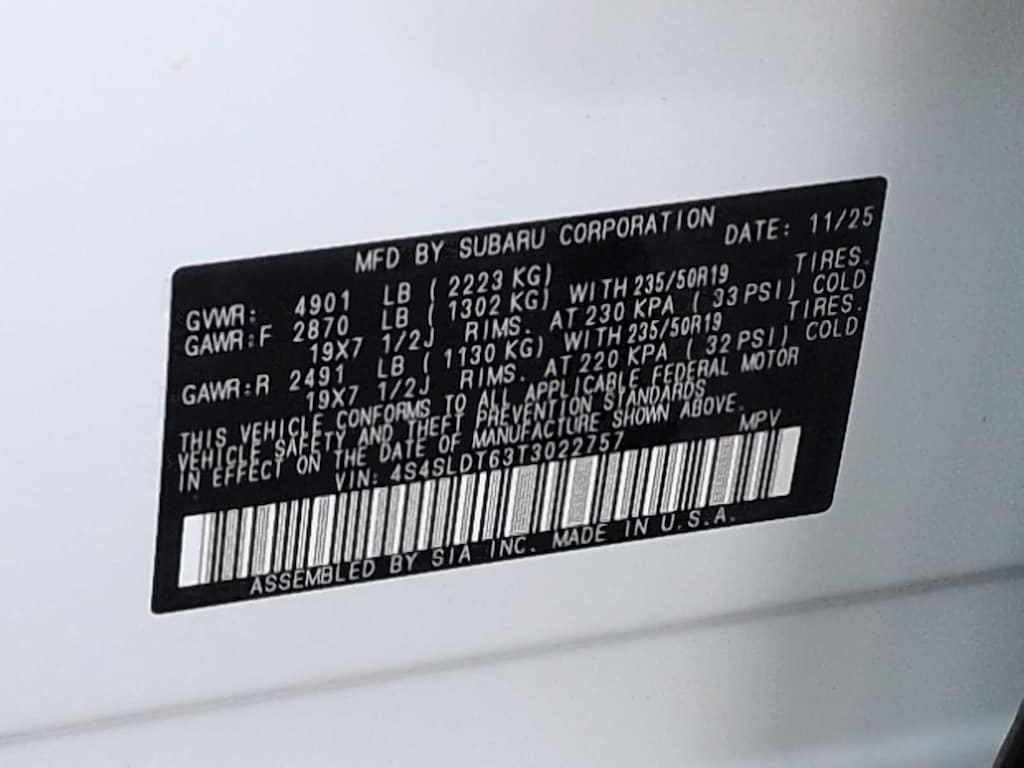 MFD BY SUBARU CORPORATION DATE: 11/25
GVWR: 4901 LB ( 2223 KG)
GAWR:F 2870 LB ( 1302 KG) WITH 235/50R19 TIRES.
19X7 1/2J RIMS. AT 230 KPA ( 33 PSI) COLD
GAWR:R 2491 LB ( 1130 KG) WITH 235/50R19 TIRES.
19X7 1/2J RIMS. AT 220 KPA ( 32 PSI) COLD
THIS VEHICLE CONFORMS TO ALL APPLICABLE FEDERAL MOTOR
VEHICLE SAFETY AND THEFT PREVENTION STANDARDS
IN EFFECT ON THE DATE OF MANUFACTURE SHOWN ABOVE.
VIN: 4S4SLDT63T3022757 MPV
ASSEMBLED BY SIA INC. MADE IN U.S.A.